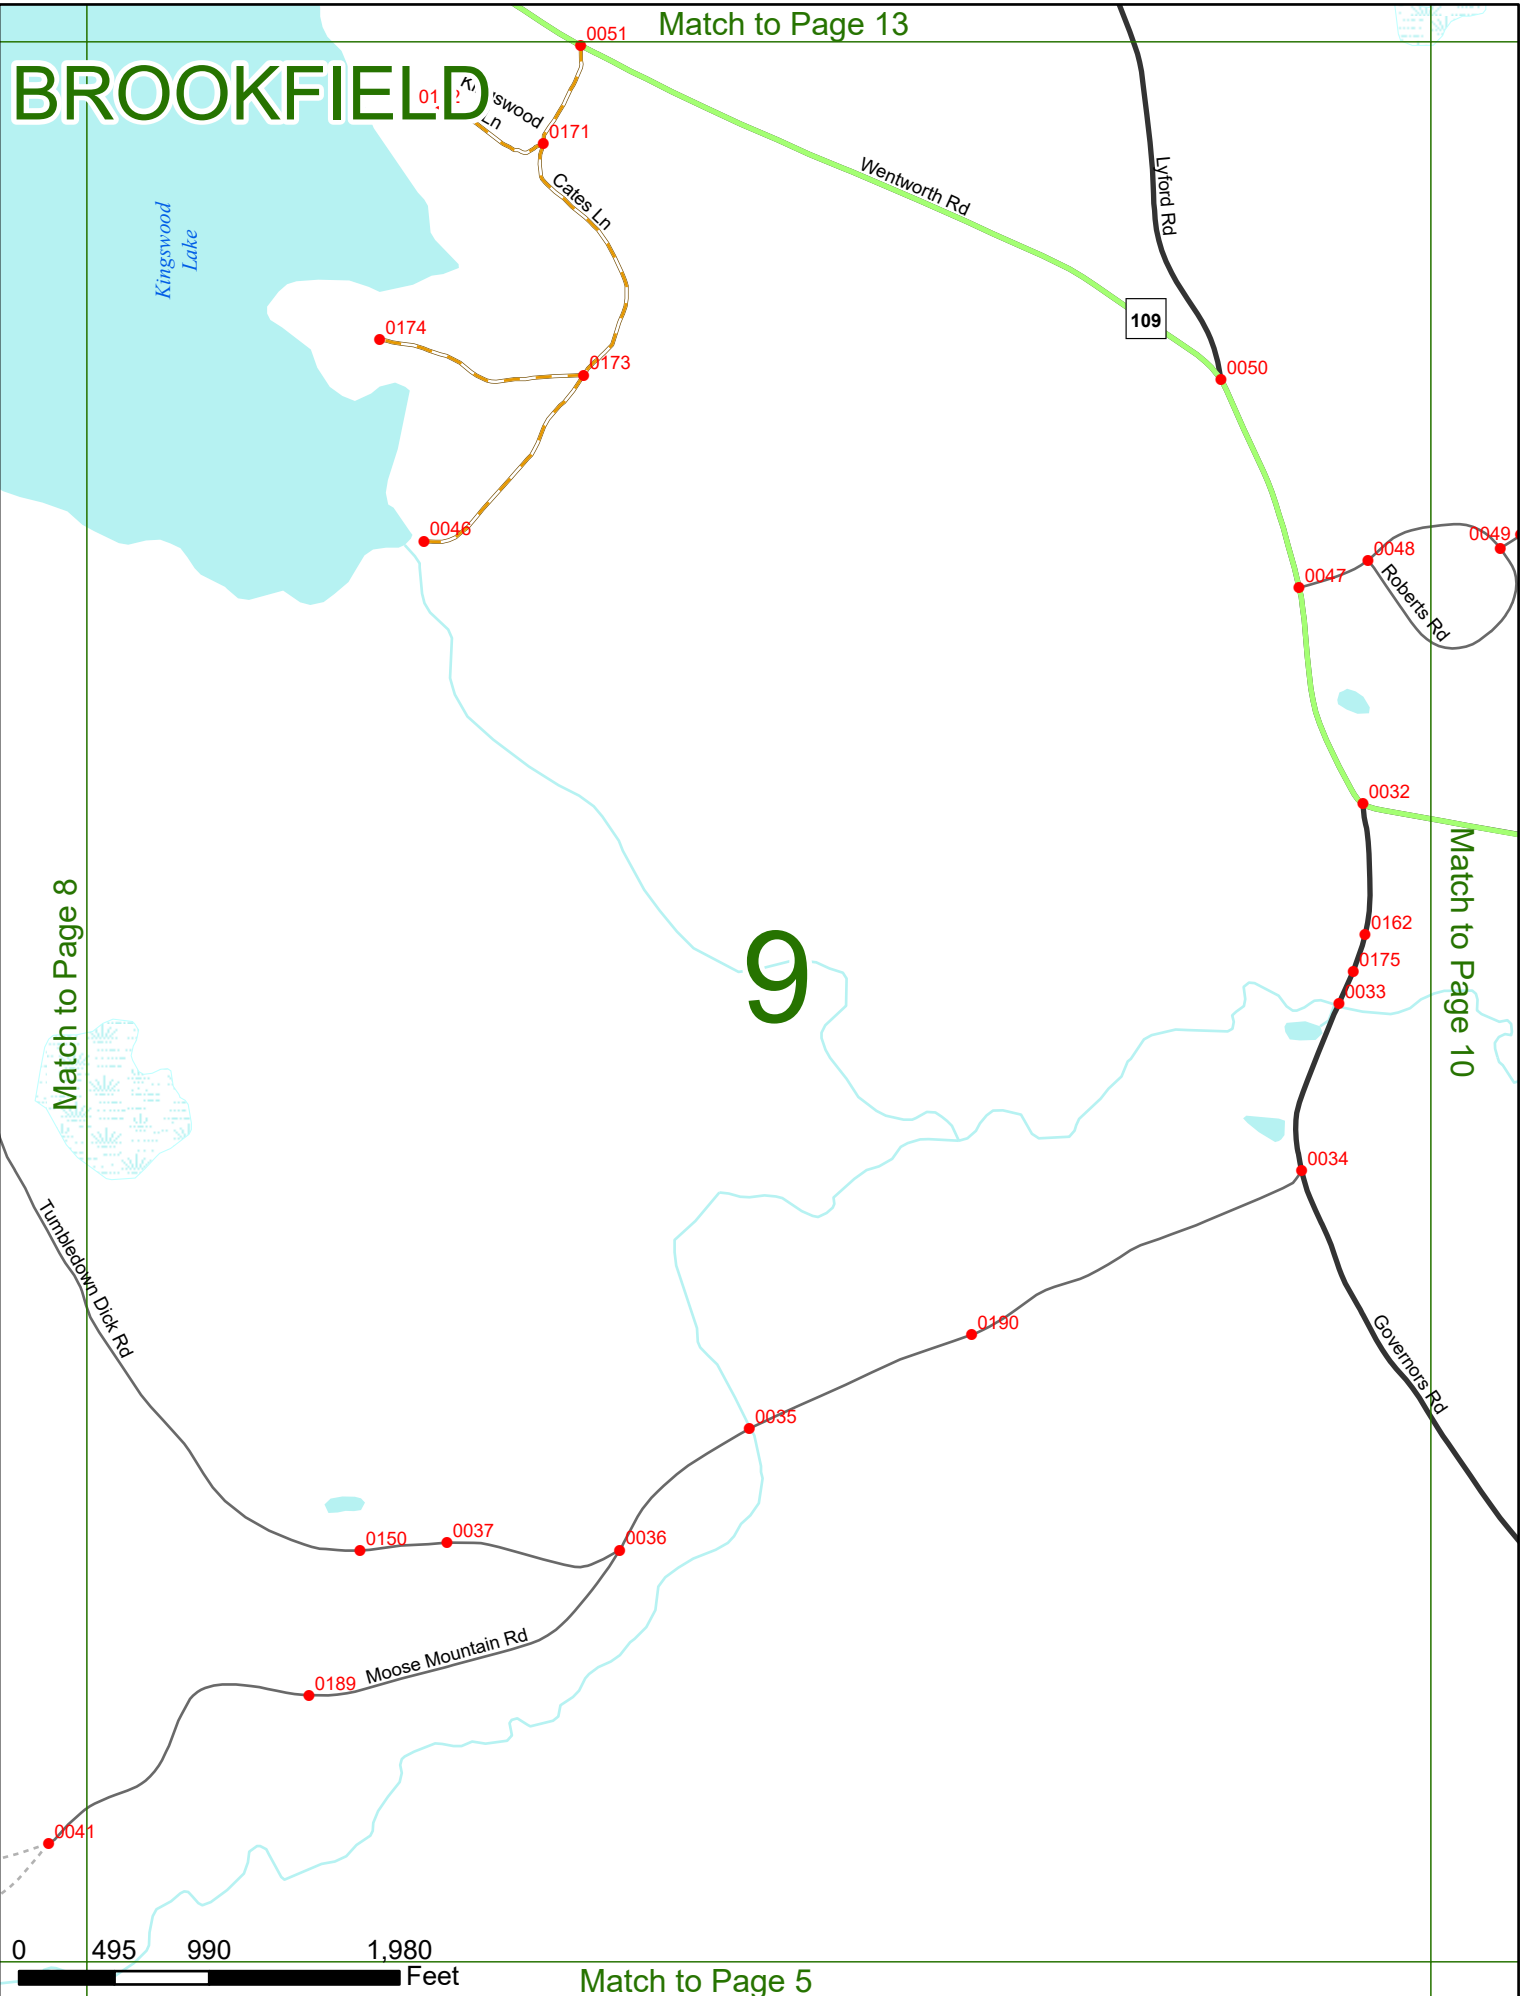 Match to Page 13
BROOKFIELD
0051
Kingswood
Ln
0171
Cates Ln
Wentworth Rd
Lyford Rd
Kingswood
Lake
109
0174
0173
0050
0046
0049
0048
0047
Roberts Rd
0032
Match to Page 8
9
0162
0175
0033
Match to Page 10
0034
Tumbledown Dick Rd
0190
Governors Rd
0035
0150
0037
0036
Moose Mountain Rd
0189
0041
0 495 990 1,980
Feet
Match to Page 5